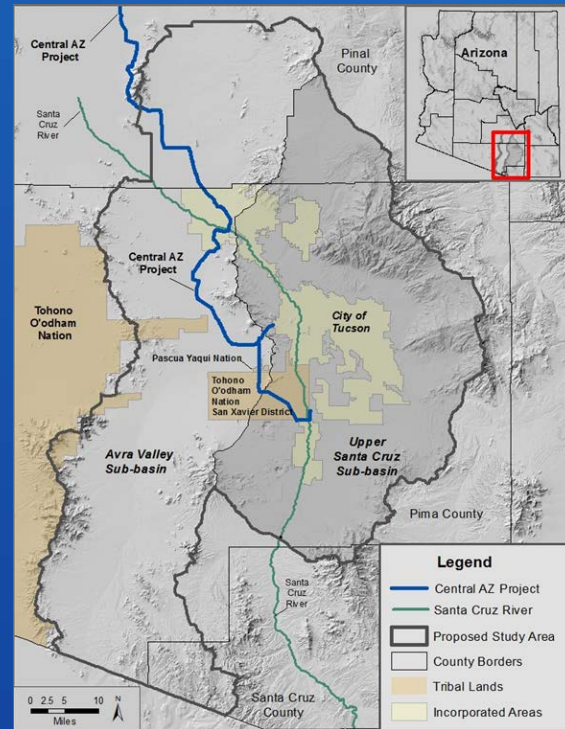 Central AZ
Project
Santa
Cruz
River
Pinal
County
Arizona
Central AZ
Project
Tohono
O'odham
Nation
City of
Tucson
Pascua Yaqui Nation
Tohono
O'odham
Nation
San Xavier District
Avra Valley
Sub-basin
Upper
Santa Cruz
Sub-basin
Pima County
Santa
Cruz
River
Santa Cruz
County
Legend
Central AZ Project
Santa Cruz River
Proposed Study Area
County Borders
Tribal Lands
Incorporated Areas
0 2.5 5 10
Miles
N